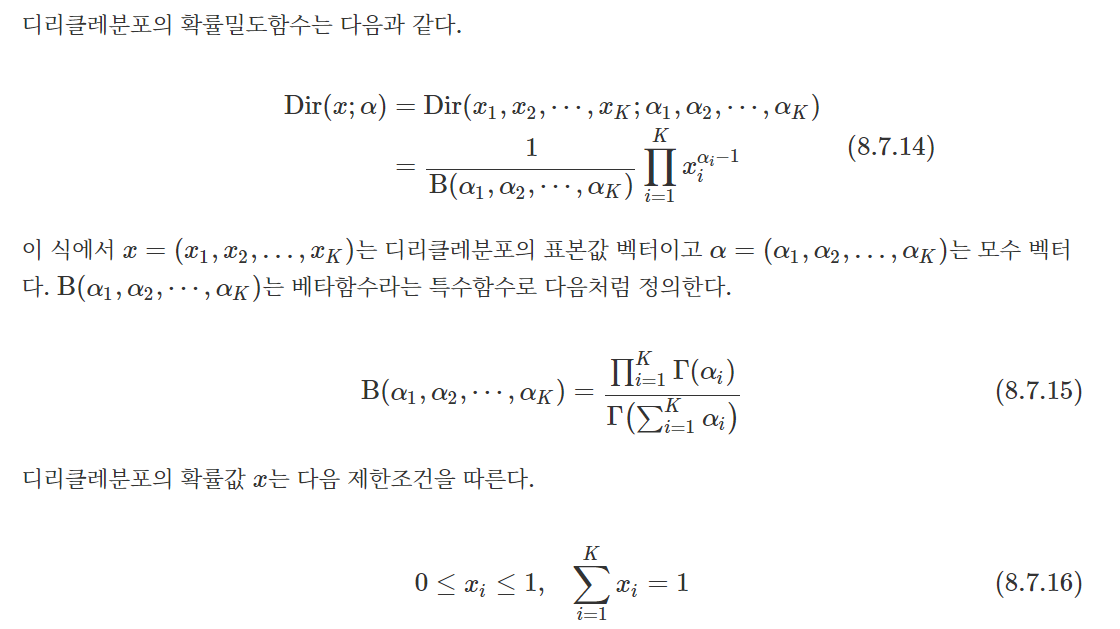 디리클레분포의 확률밀도함수는 다음과 같다.
Dir(x; α) = Dir(x₁, x₂, ⋯, x_K; α₁, α₂, ⋯, α_K)
= \frac{1}{B(α₁, α₂, ⋯, α_K)} \prod_{i=1}^{K} x_i^{α_i−1} (8.7.14)
이 식에서 x = (x₁, x₂, …, x_K)는 디리클레분포의 표본값 벡터이고 α = (α₁, α₂, …, α_K)는 모수 벡터
다. B(α₁, α₂, ⋯, α_K)는 베타함수라는 특수함수로 다음처럼 정의한다.
B(α₁, α₂, ⋯, α_K) = \frac{\prod_{i=1}^{K} Γ(α_i)}{Γ(\sum_{i=1}^{K} α_i)} (8.7.15)
디리클레분포의 확률값 x는 다음 제한조건을 따른다.
0 ≤ x_i ≤ 1, \sum_{i=1}^{K} x_i = 1 (8.7.16)